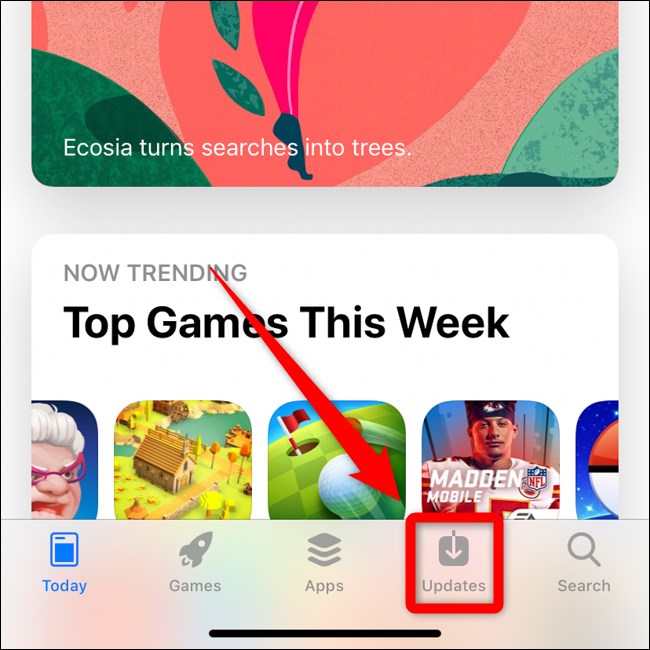 Ecosia turns searches into trees.
NOW TRENDING
Top Games This Week
MADDEN
NFL
MOBILE
EA
Today
Games
Apps
Updates
Search